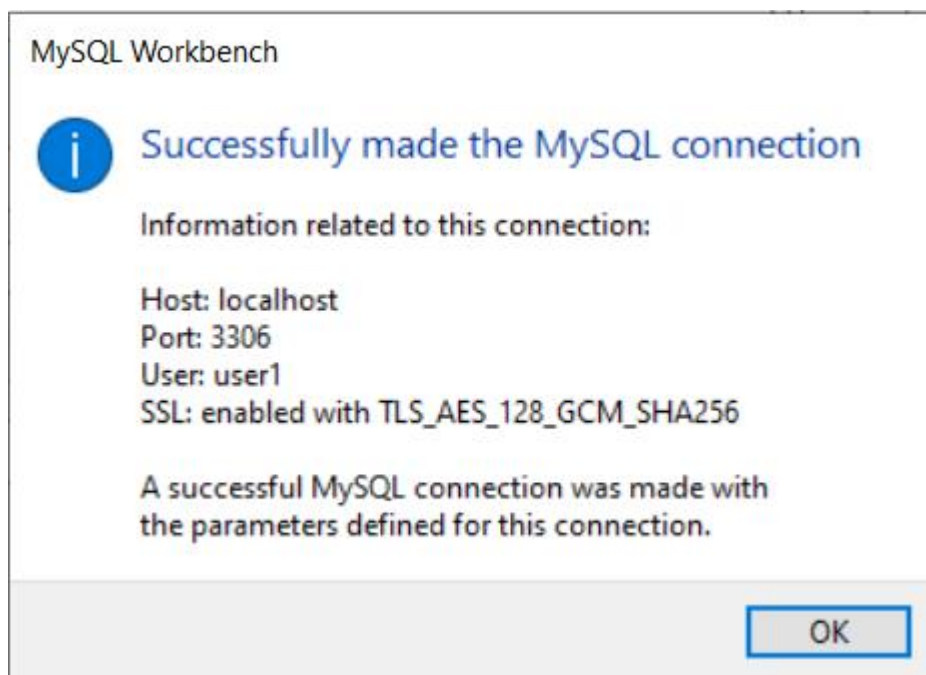 MySQL Workbench
Successfully made the MySQL connection
Information related to this connection:
Host: localhost
Port: 3306
User: user1
SSL: enabled with TLS_AES_128_GCM_SHA256
A successful MySQL connection was made with
the parameters defined for this connection.
OK